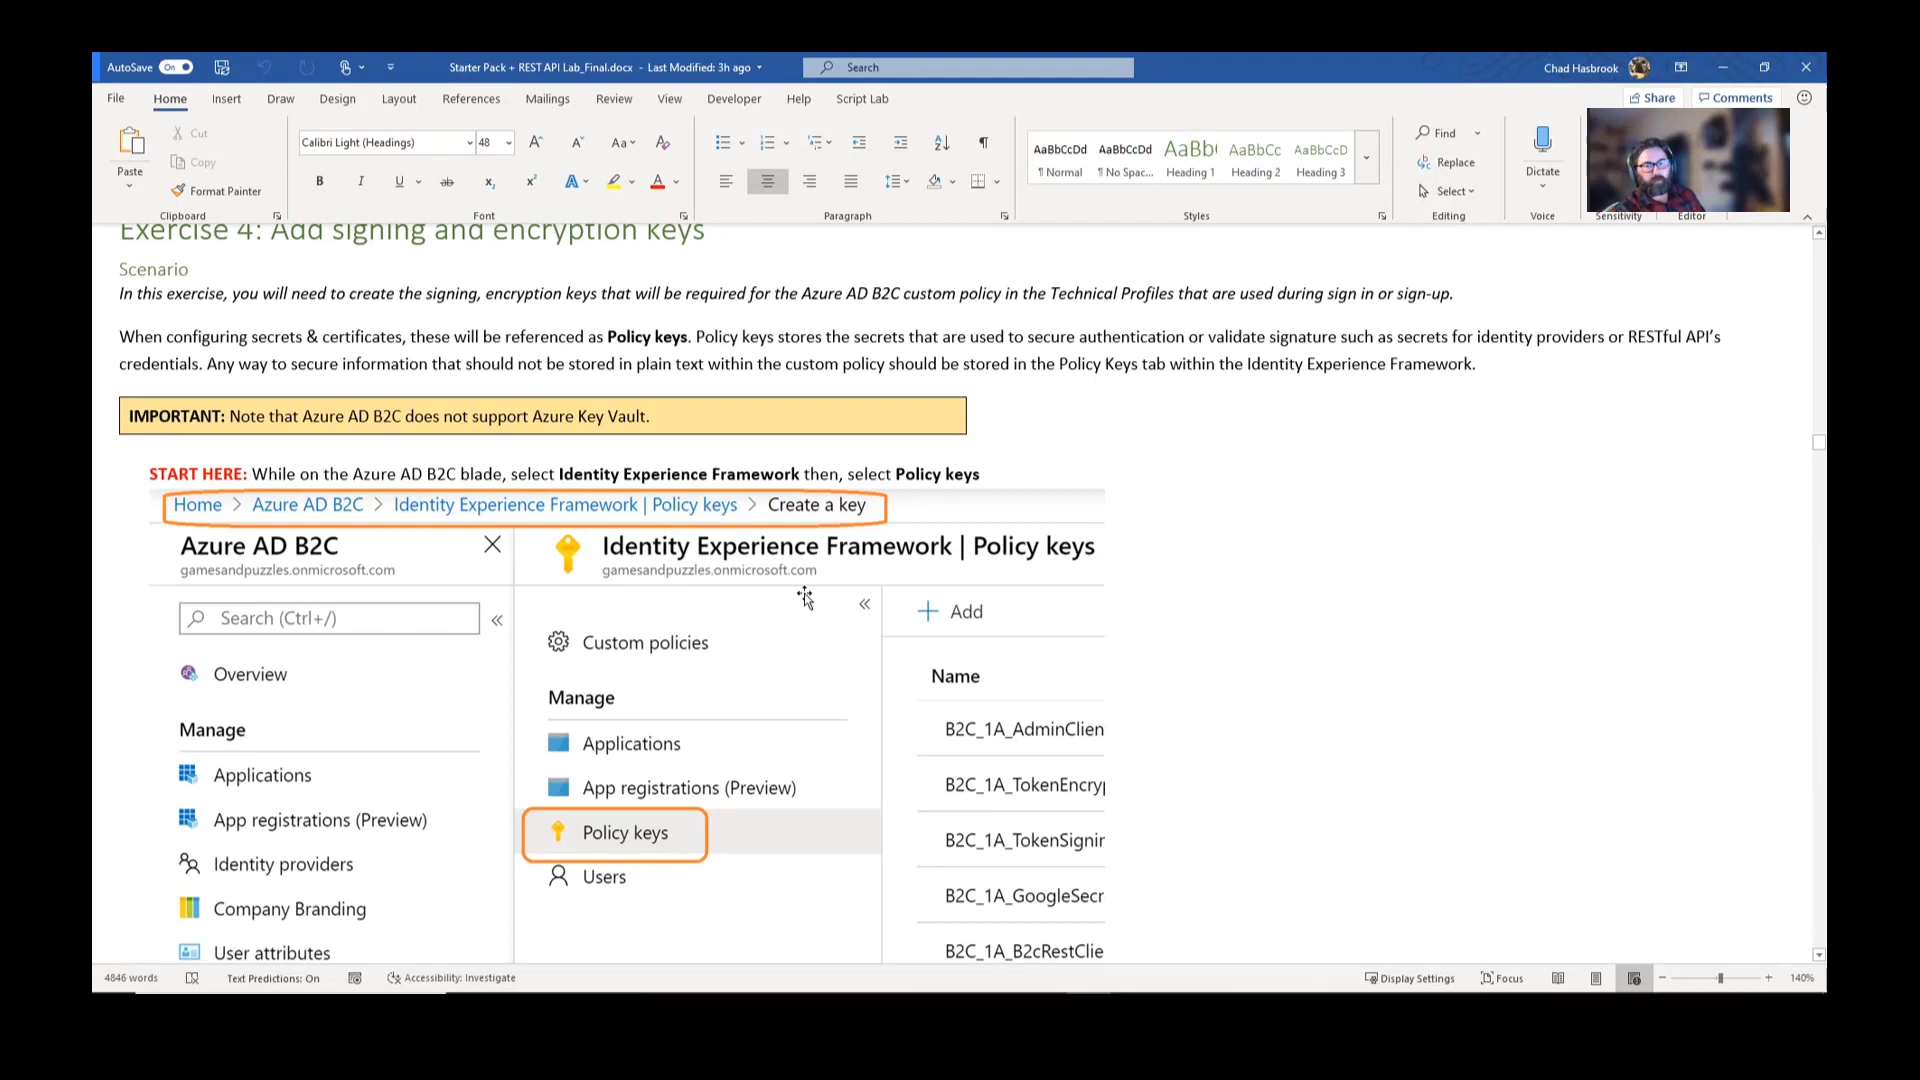 AutoSave On Starter Pack + REST API Lab_Final.docx - Last Modified: 3h ago Search Chad Hasbrook
File Home Insert Draw Design Layout References Mailings Review View Developer Help Script Lab Share Comments
Paste Cut Copy Format Painter
Calibri Light (Headings) 48
AaBbCcDd AaBbCcDd AaBb( AaBbCc AaBbCcD
¶ Normal ¶ No Spac... Heading 1 Heading 2 Heading 3
Find
Replace
Select
Dictate
Clipboard Font Paragraph Styles Editing Voice Sensitivity Editor
Exercise 4: Add signing and encryption keys
Scenario
In this exercise, you will need to create the signing, encryption keys that will be required for the Azure AD B2C custom policy in the Technical Profiles that are used during sign in or sign-up.
When configuring secrets & certificates, these will be referenced as Policy keys. Policy keys stores the secrets that are used to secure authentication or validate signature such as secrets for identity providers or RESTful API's
credentials. Any way to secure information that should not be stored in plain text within the custom policy should be stored in the Policy Keys tab within the Identity Experience Framework.
IMPORTANT: Note that Azure AD B2C does not support Azure Key Vault.
START HERE: While on the Azure AD B2C blade, select Identity Experience Framework then, select Policy keys
Home > Azure AD B2C > Identity Experience Framework | Policy keys > Create a key
Azure AD B2C
gamesandpuzzles.onmicrosoft.com
Search (Ctrl+/)
Overview
Manage
Applications
App registrations (Preview)
Identity providers
Company Branding
User attributes
Identity Experience Framework | Policy keys
gamesandpuzzles.onmicrosoft.com
Custom policies
Manage
Applications
App registrations (Preview)
Policy keys
Users
Add
Name
B2C_1A_AdminClien
B2C_1A_TokenEncryp
B2C_1A_TokenSignin
B2C_1A_GoogleSecr
B2C_1A_B2cRestClie
4846 words Text Predictions: On Accessibility: Investigate Display Settings Focus 140%